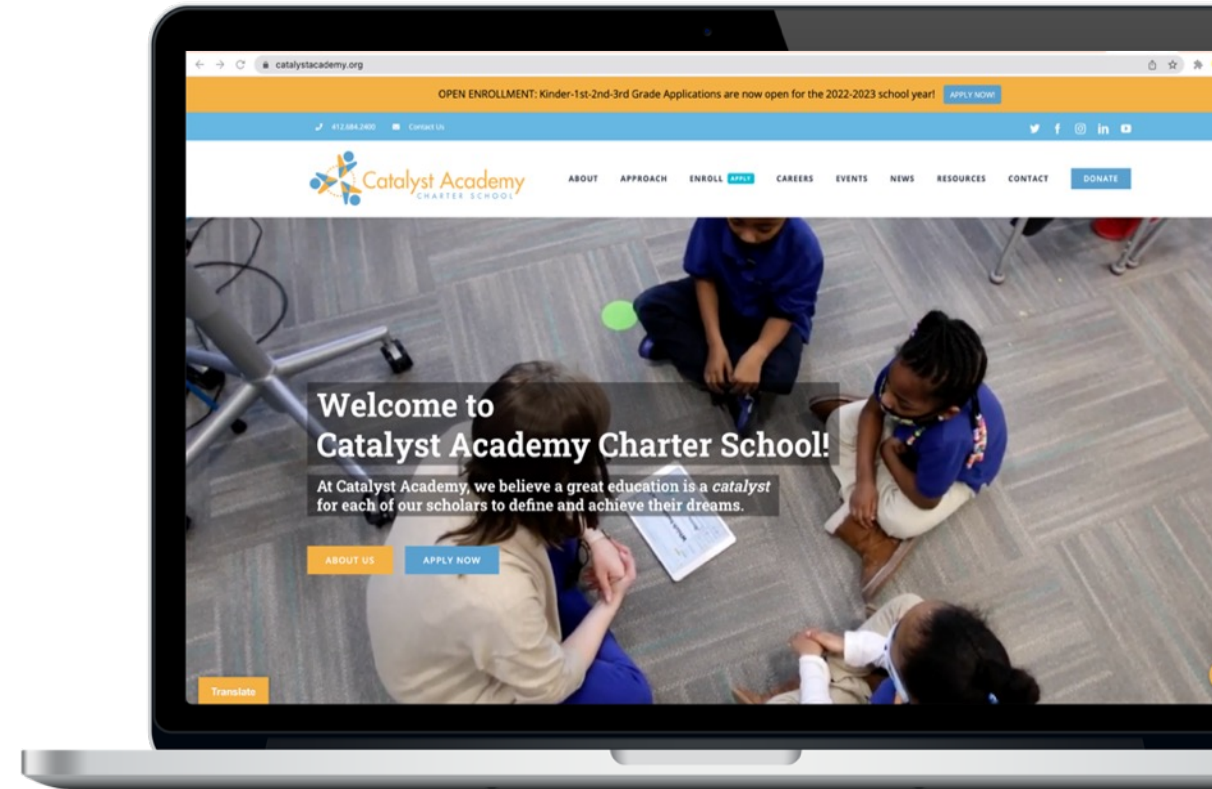 catalystacademy.org
OPEN ENROLLMENT: Kinder-1st-2nd-3rd Grade Applications are now open for the 2022-2023 school year! APPLY NOW!
412.684.2400 Contact Us
Catalyst Academy
CHARTER SCHOOL
ABOUT APPROACH ENROLL APPLY CAREERS EVENTS NEWS RESOURCES CONTACT DONATE
Welcome to
Catalyst Academy Charter School!
At Catalyst Academy, we believe a great education is a catalyst
for each of our scholars to define and achieve their dreams.
ABOUT US APPLY NOW
Translate